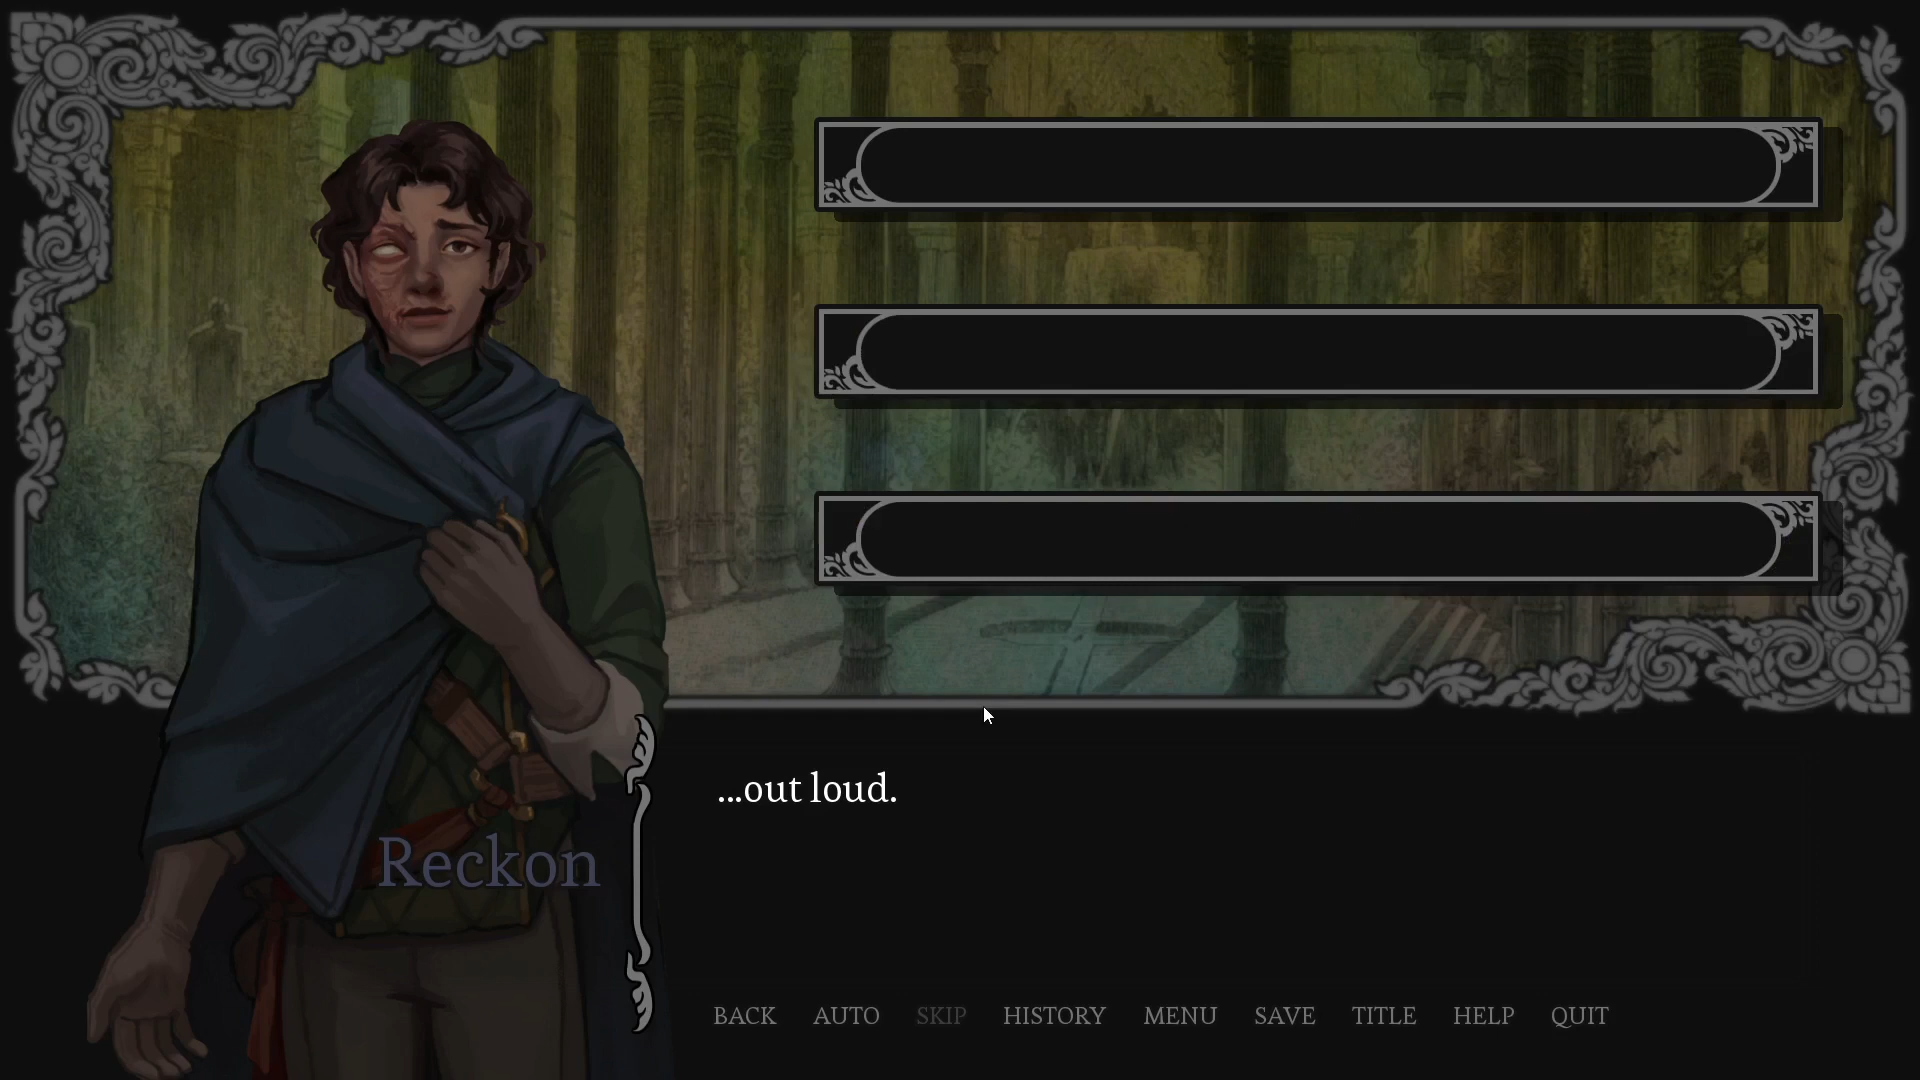 ...out loud.
Reckon
BACK AUTO SKIP HISTORY MENU SAVE TITLE HELP QUIT